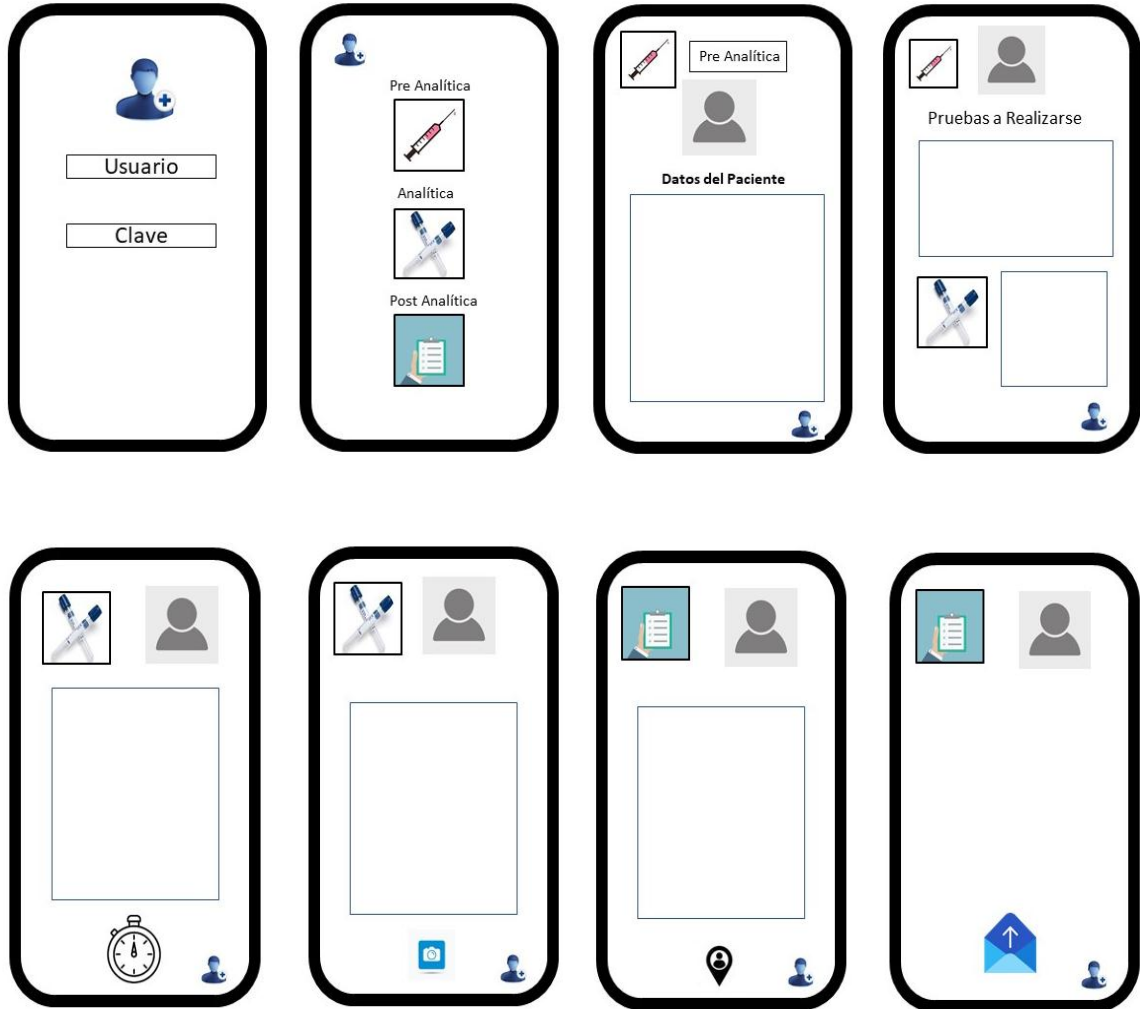 Usuario
Clave
Pre Analítica
Analítica
Post Analítica
Pre Analítica
Datos del Paciente
Pruebas a Realizarse